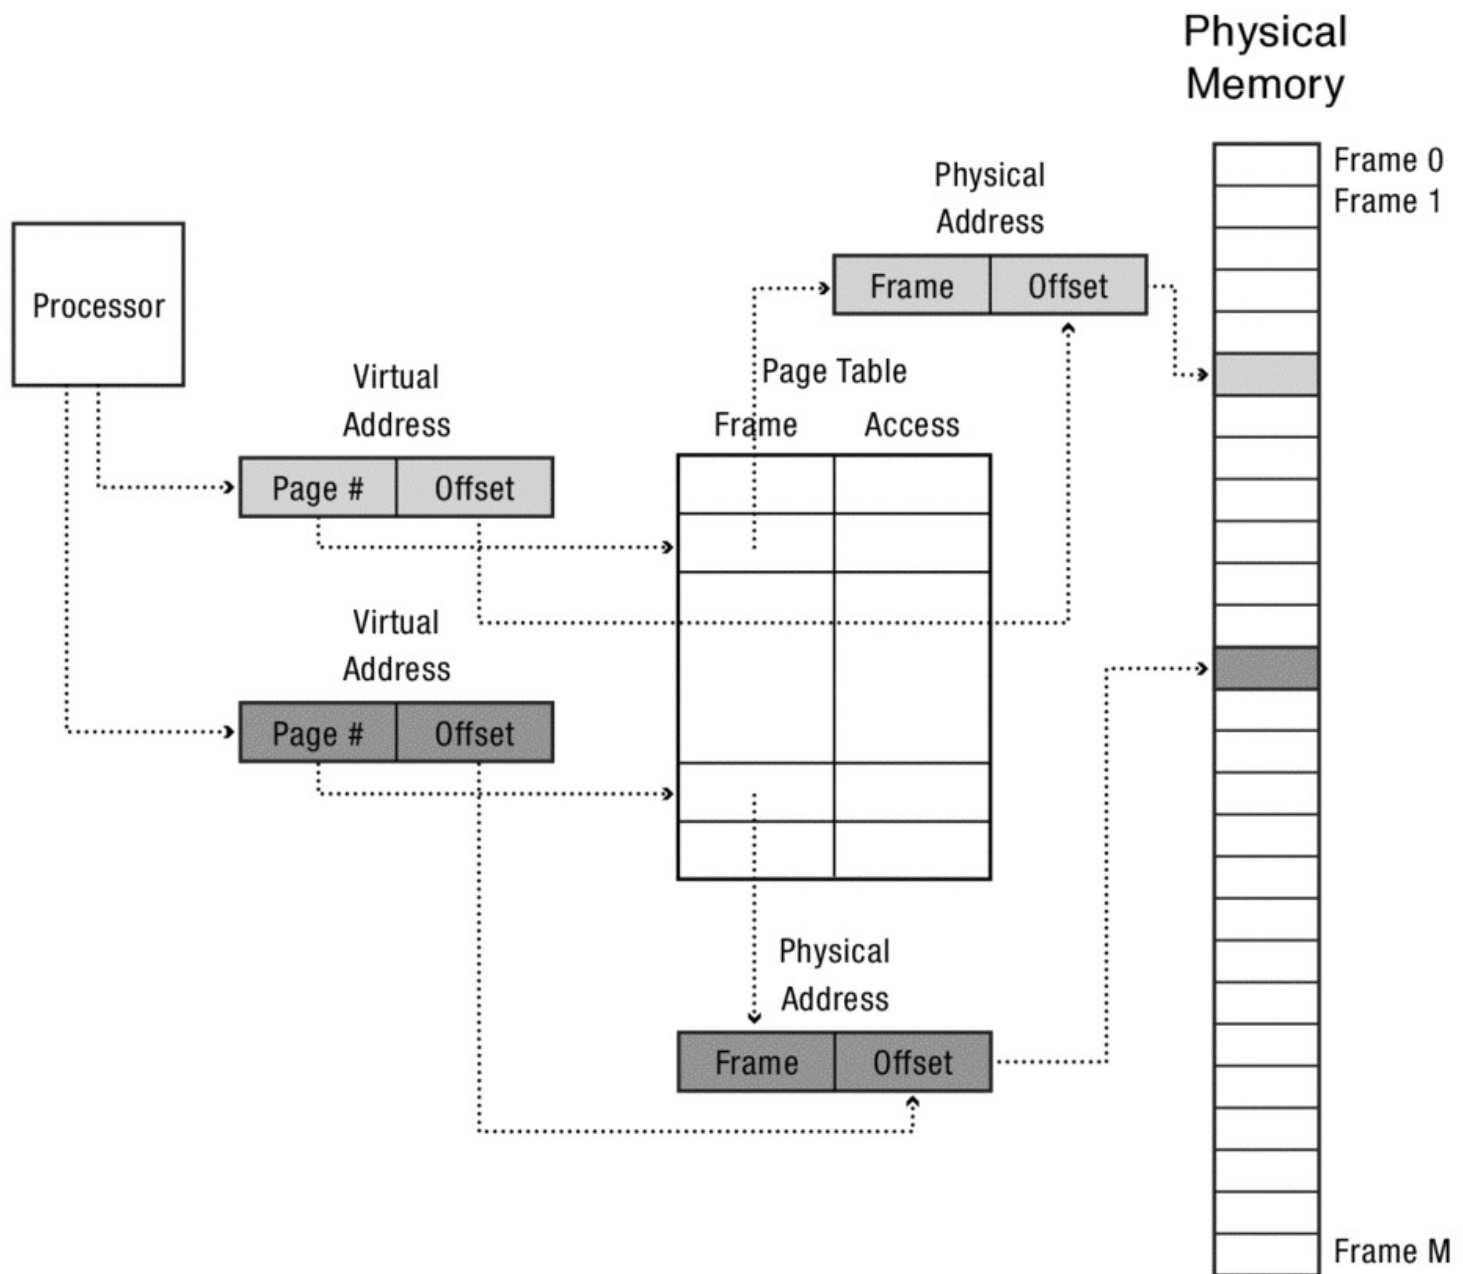 Physical
Memory
Frame 0
Frame 1
Physical
Address
Frame Offset
Processor
Page Table
Frame Access
Virtual
Address
Page # Offset
Virtual
Address
Page # Offset
Physical
Address
Frame Offset
Frame M